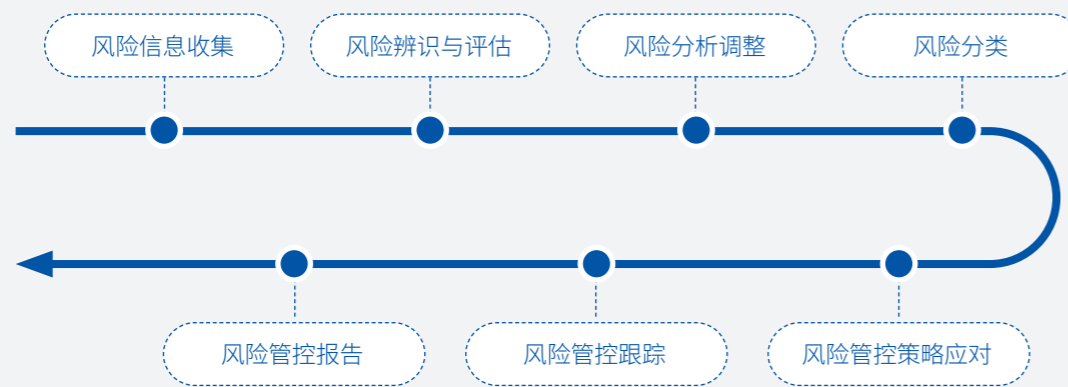 风险信息收集
风险辨识与评估
风险分析调整
风险分类
风险管控报告
风险管控跟踪
风险管控策略应对